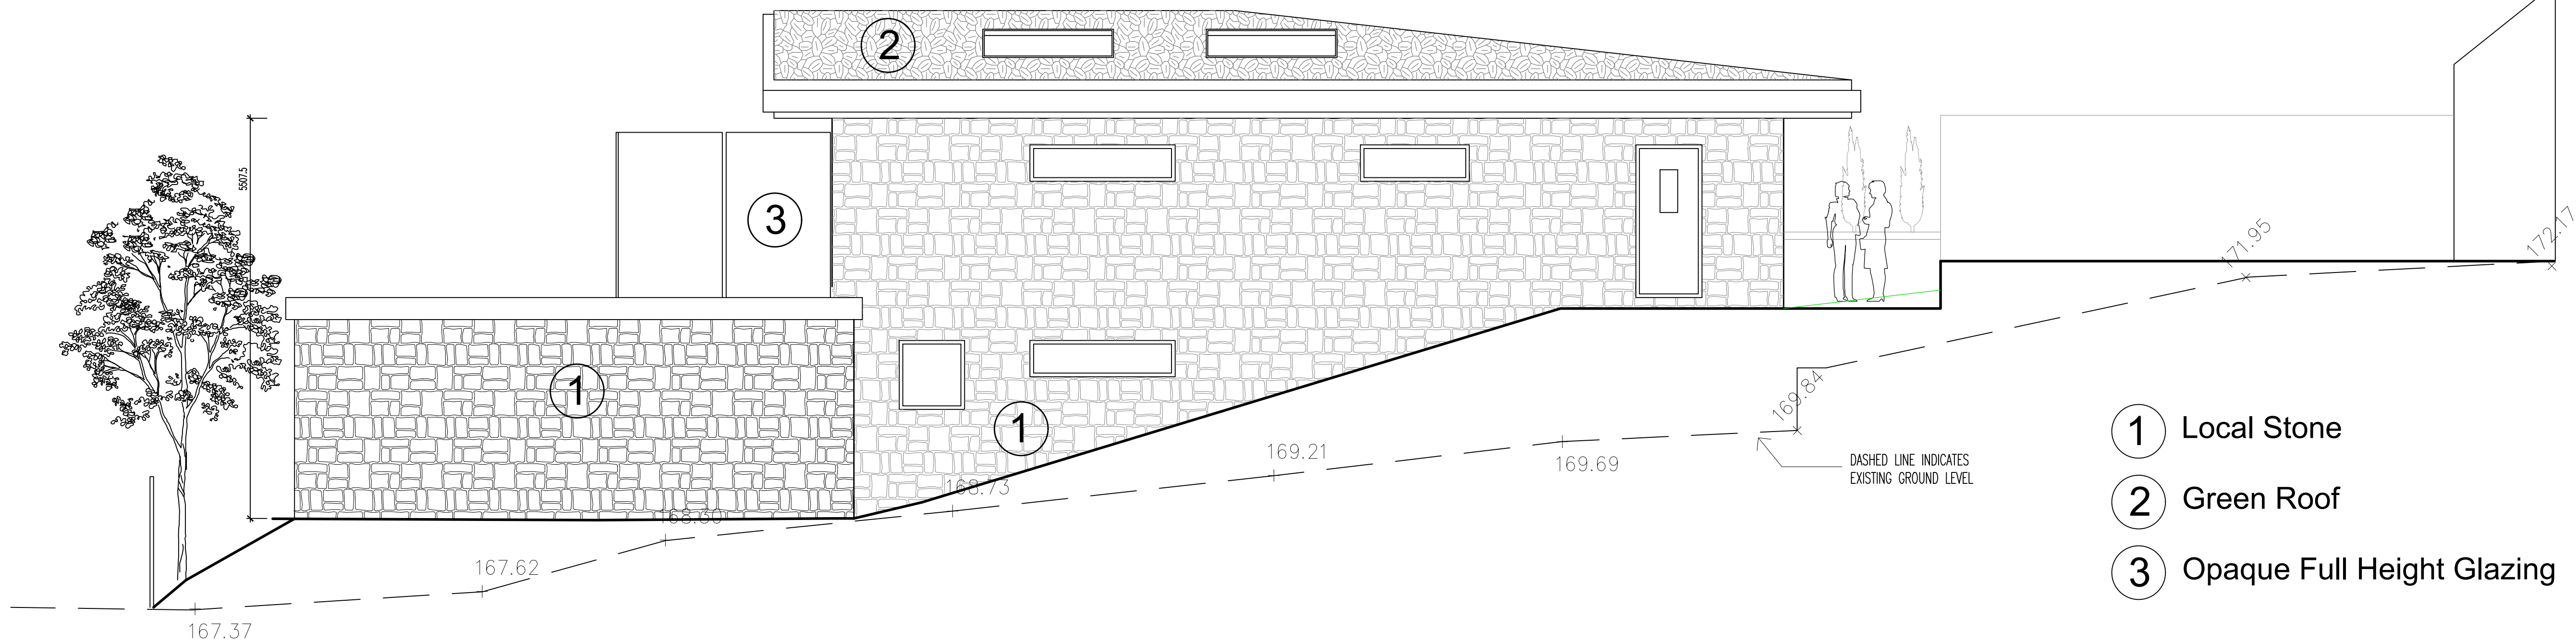 2
5507.5
3
1
1
171.95
172.17
169.84
168.73
169.21
169.69
168.30
167.62
167.37
DASHED LINE INDICATES
EXISTING GROUND LEVEL
1 Local Stone
2 Green Roof
3 Opaque Full Height Glazing